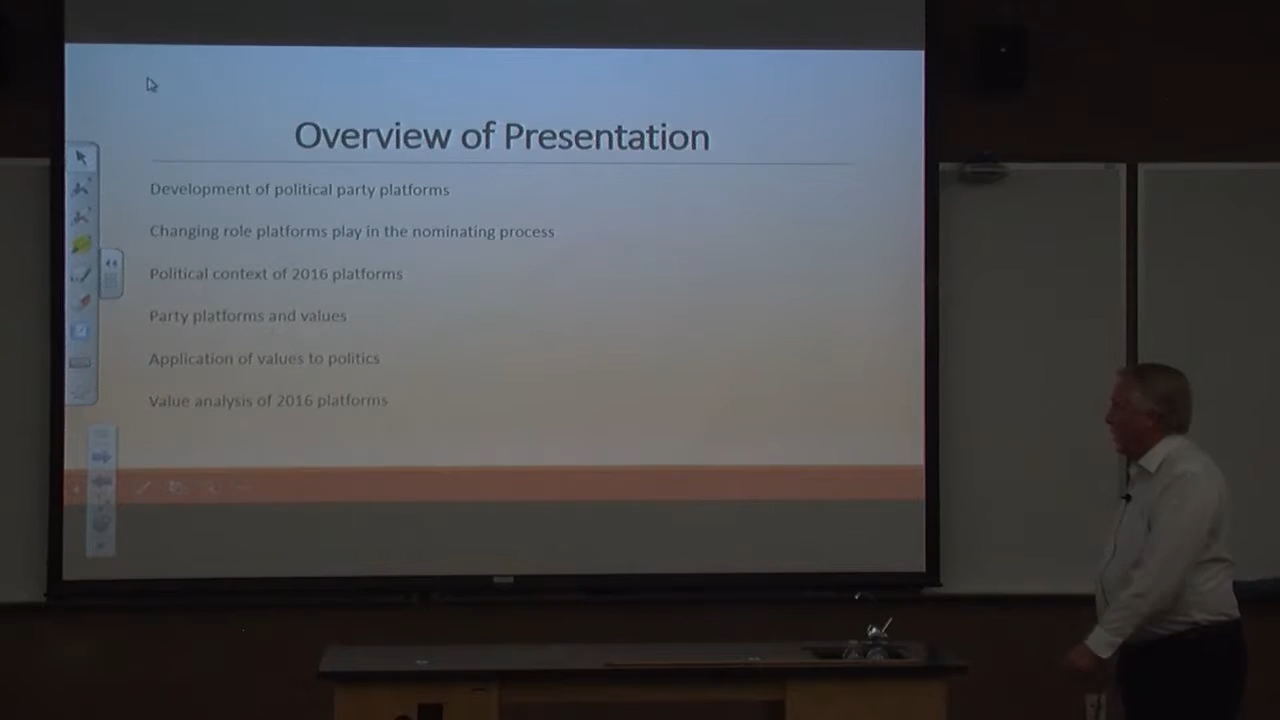 Overview of Presentation
Development of political party platforms
Changing role platforms play in the nominating process
Political context of 2016 platforms
Party platforms and values
Application of values to politics
Value analysis of 2016 platforms